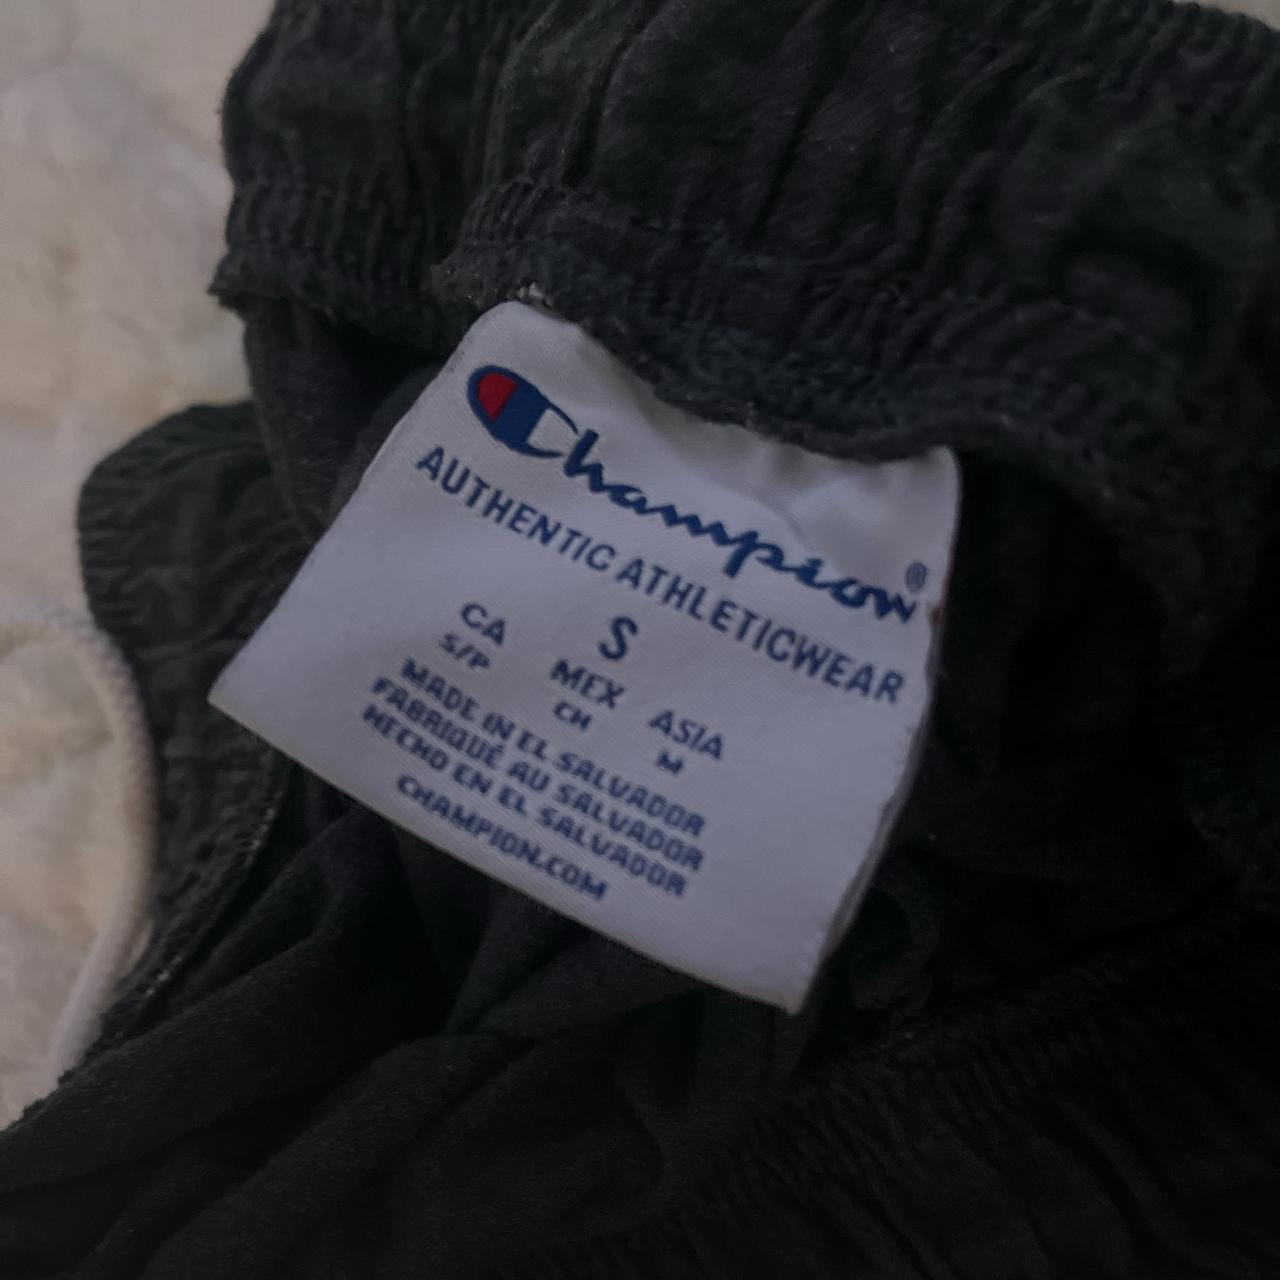 Champion®
AUTHENTIC ATHLETICWEAR
S
CA MEX ASIA
S/P CH M
MADE IN EL SALVADOR
FABRIQUÉ AU SALVADOR
HECHO EN EL SALVADOR
CHAMPION.COM